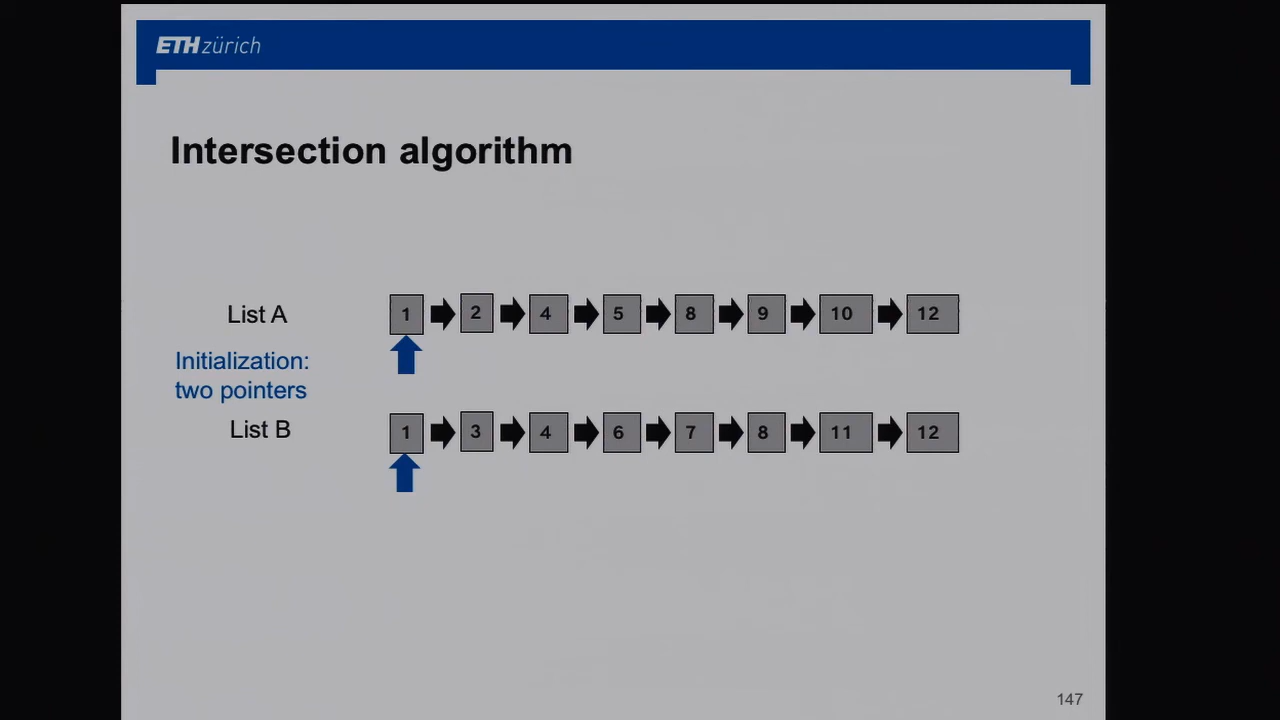 ETH zürich
Intersection algorithm
List A 1 2 4 5 8 9 10 12
Initialization:
two pointers
List B 1 3 4 6 7 8 11 12
147